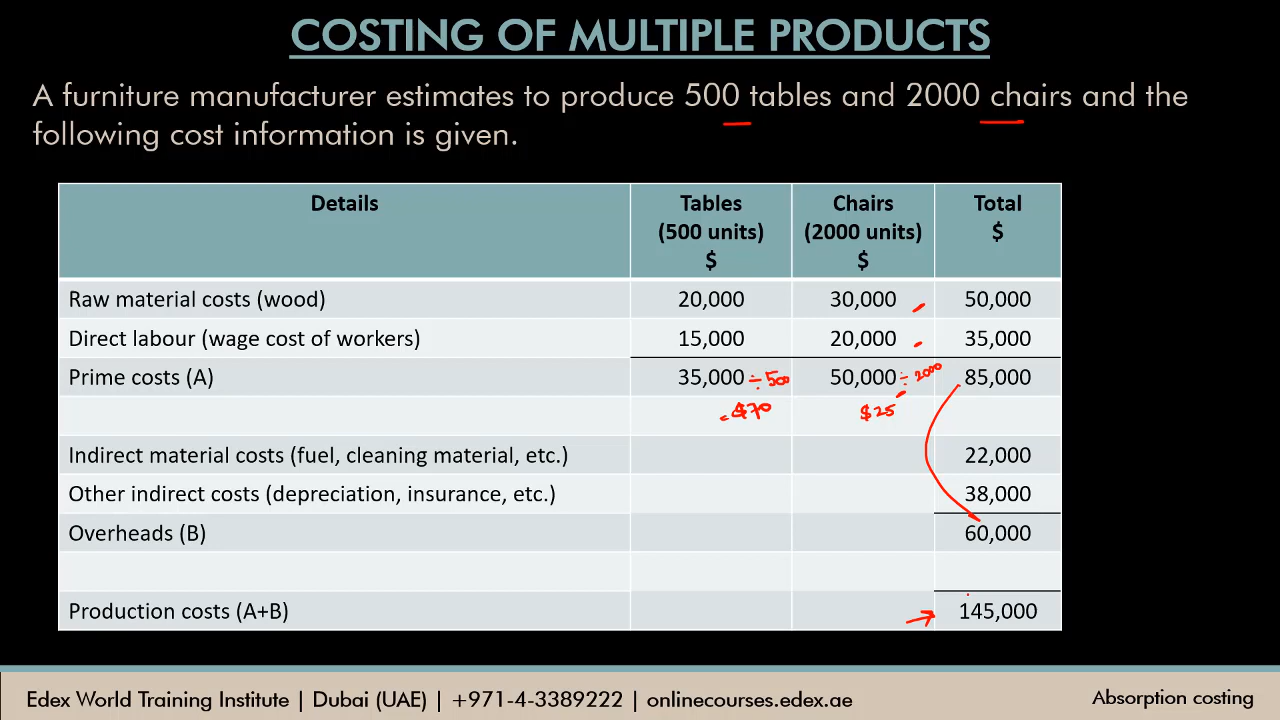 COSTING OF MULTIPLE PRODUCTS
A furniture manufacturer estimates to produce 500 tables and 2000 chairs and the
following cost information is given.
Details Tables Chairs Total
(500 units) (2000 units) $
$ $
Raw material costs (wood) 20,000 30,000 50,000
Direct labour (wage cost of workers) 15,000 20,000 35,000
Prime costs (A) 35,000 ÷ 500 50,000 ÷ 2000 85,000
= $70 $25
Indirect material costs (fuel, cleaning material, etc.) 22,000
Other indirect costs (depreciation, insurance, etc.) 38,000
Overheads (B) 60,000
Production costs (A+B) 145,000
Edex World Training Institute | Dubai (UAE) | +971-4-3389222 | onlinecourses.edex.ae Absorption costing